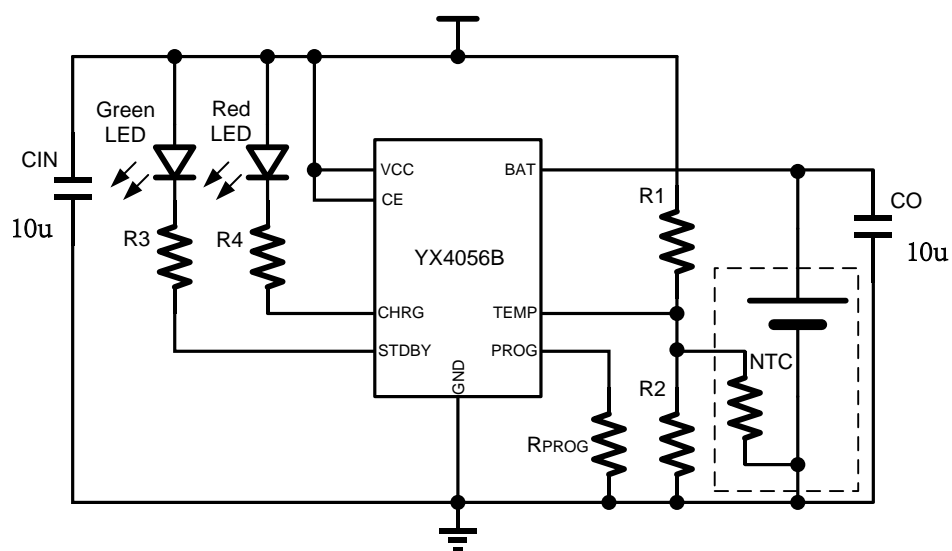 Green
LED
Red
LED
CIN
10u
R3
R4
VCC
CE
BAT
YX4056B
CHRG
STDBY
TEMP
PROG
GND
R1
CO
10u
NTC
R2
RPROG